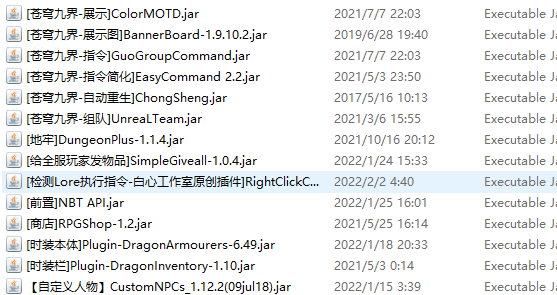 [苍穹九界-展示]ColorMOTD.jar 2021/7/7 22:03 Executable Ja
[苍穹九界-展示图]BannerBoard-1.9.10.2.jar 2019/6/28 19:40 Executable Ja
[苍穹九界-指令]GuoGroupCommand.jar 2021/7/7 22:03 Executable Ja
[苍穹九界-指令简化]EasyCommand 2.2.jar 2021/5/3 23:50 Executable Ja
[苍穹九界-自动重生]ChongSheng.jar 2017/5/16 10:13 Executable Ja
[苍穹九界-组队]UnreaLTeam.jar 2021/3/6 15:55 Executable Ja
[地牢]DungeonPlus-1.1.4.jar 2021/10/16 20:12 Executable Ja
[给全服玩家发物品]SimpleGiveall-1.0.4.jar 2022/1/24 15:33 Executable Ja
[检测Lore执行指令-白心工作室原创插件]RightClickC... 2022/2/2 4:40 Executable Ja
[前置]NBT API.jar 2022/1/25 16:01 Executable Ja
[商店]RPGShop-1.2.jar 2021/5/25 16:14 Executable Ja
[时装本体]Plugin-DragonArmourers-6.49.jar 2022/1/18 20:33 Executable Ja
[时装栏]Plugin-DragonInventory-1.10.jar 2021/5/3 0:14 Executable Ja
【自定义人物】CustomNPCs_1.12.2(09jul18).jar 2022/1/15 3:39 Executable Ja